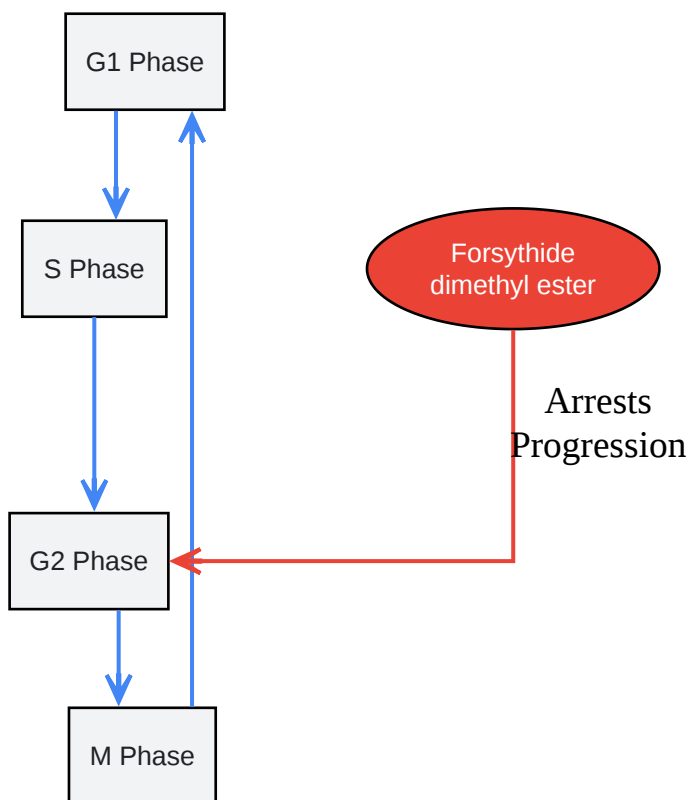 G1 Phase
S Phase
Forsythide
dimethyl ester
Arrests
Progression
G2 Phase
M Phase